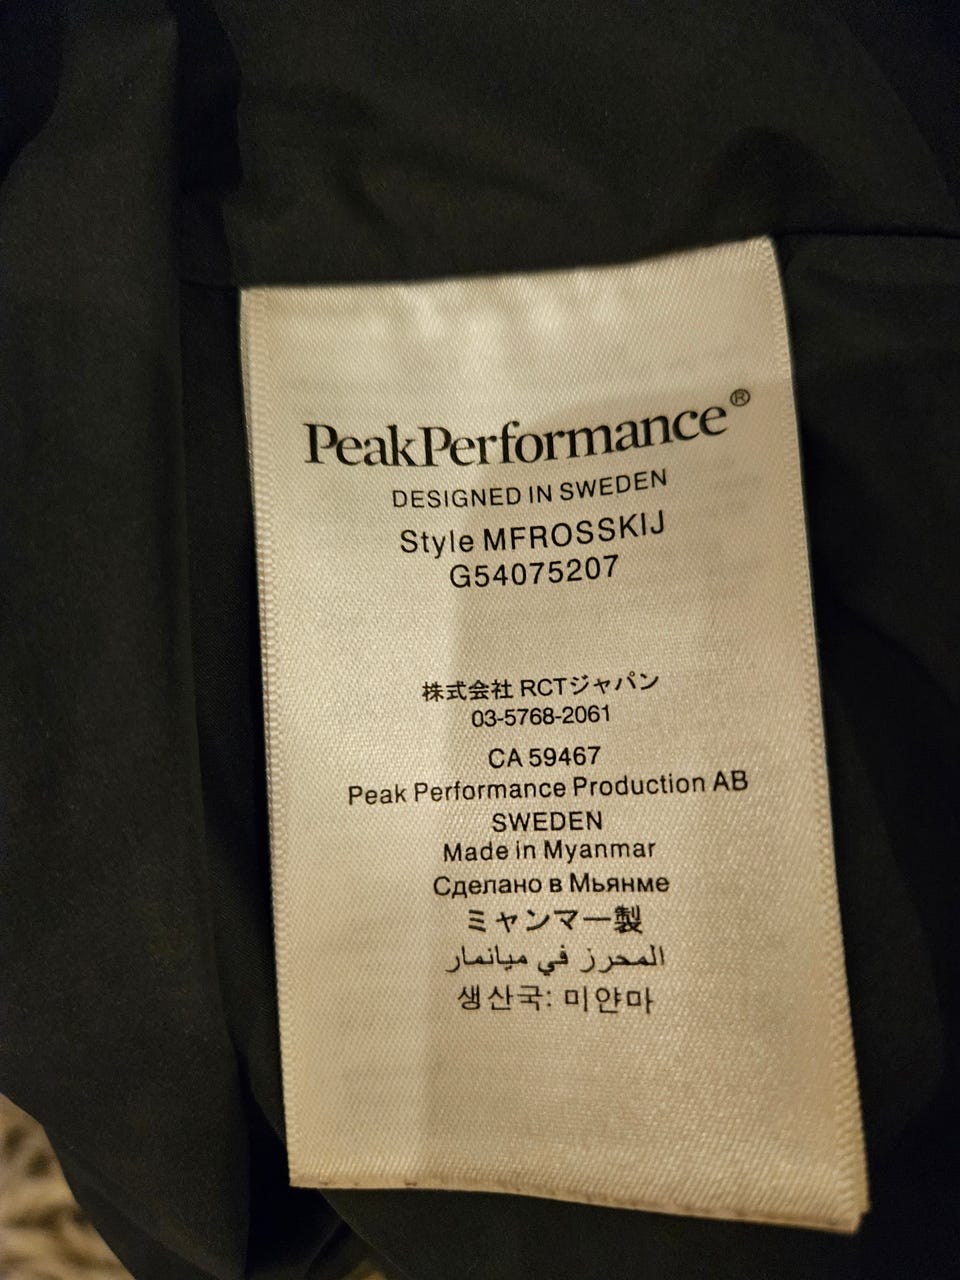 PeakPerformance®
DESIGNED IN SWEDEN
Style MFROSSKIJ
G54075207
株式会社 RCTジャパン
03-5768-2061
CA 59467
Peak Performance Production AB
SWEDEN
Made in Myanmar
Сделано в Мьянме
ミャンマー製
المحرز في ميانمار
생산국: 미얀마